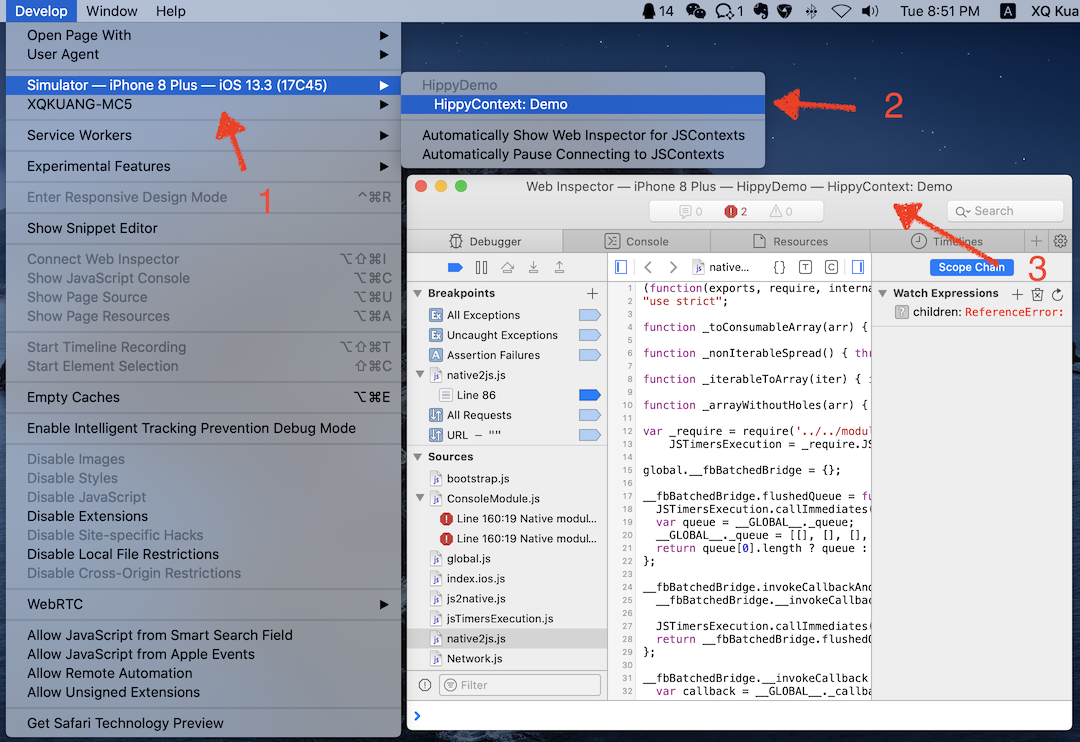 Develop Window Help 14 1 Tue 8:51 PM A XQ Kua
Open Page With
User Agent
Simulator — iPhone 8 Plus — iOS 13.3 (17C45)
XQKUANG-MC5
Service Workers
Experimental Features
Enter Responsive Design Mode ^⌘R
Show Snippet Editor
Connect Web Inspector ⌥⇧⌘I
Show JavaScript Console ⌥⌘C
Show Page Source ⌥⌘U
Show Page Resources ⌥⌘A
Start Timeline Recording ⌥⇧⌘T
Start Element Selection ⇧⌘C
Empty Caches ⌥⌘E
Enable Intelligent Tracking Prevention Debug Mode
Disable Images
Disable Styles
Disable JavaScript
Disable Extensions
Disable Site-specific Hacks
Disable Local File Restrictions
Disable Cross-Origin Restrictions
WebRTC
Allow JavaScript from Smart Search Field
Allow JavaScript from Apple Events
Allow Remote Automation
Allow Unsigned Extensions
Get Safari Technology Preview
1
HippyDemo
HippyContext: Demo
Automatically Show Web Inspector for JSContexts
Automatically Pause Connecting to JSContexts
2
Web Inspector — iPhone 8 Plus — HippyDemo — HippyContext: Demo
0 2 0 Search
Debugger Console Resources Timelines
3
native...
{} T C
Scope Chain
Breakpoints
Ex All Exceptions
Ex Uncaught Exceptions
A Assertion Failures
js native2js.js
Line 86
All Requests
URL — ""
Sources
js bootstrap.js
js ConsoleModule.js
Line 160:19 Native modul...
Line 160:19 Native modul...
js global.js
js index.ios.js
js js2native.js
js jsTimersExecution.js
js native2js.js
js Network.js
Filter
1 (function(exports, require, interna
2 "use strict";
3
4 function _toConsumableArray(arr) {
5
6 function _nonIterableSpread() { thr
7
8 function _iterableToArray(iter) { i
9
10 function _arrayWithoutHoles(arr) {
11
12 var _require = require('../../modul
13 JSTimersExecution = _require.JS
14
15 global.__fbBatchedBridge = {};
16
17 __fbBatchedBridge.flushedQueue = fu
18 JSTimersExecution.callImmediates(
19 var queue = __GLOBAL__._queue;
20 __GLOBAL__._queue = [[], [], [],
21 return queue[0].length ? queue :
22 };
23
24 __fbBatchedBridge.invokeCallbackAnd
25 __fbBatchedBridge.__invokeCallbac
26
27 JSTimersExecution.callImmediates(
28 return __fbBatchedBridge.flushedQ
29 };
30
31 __fbBatchedBridge.__invokeCallback
32 var callback = __GLOBAL__._callba
Watch Expressions
? children: ReferenceError: